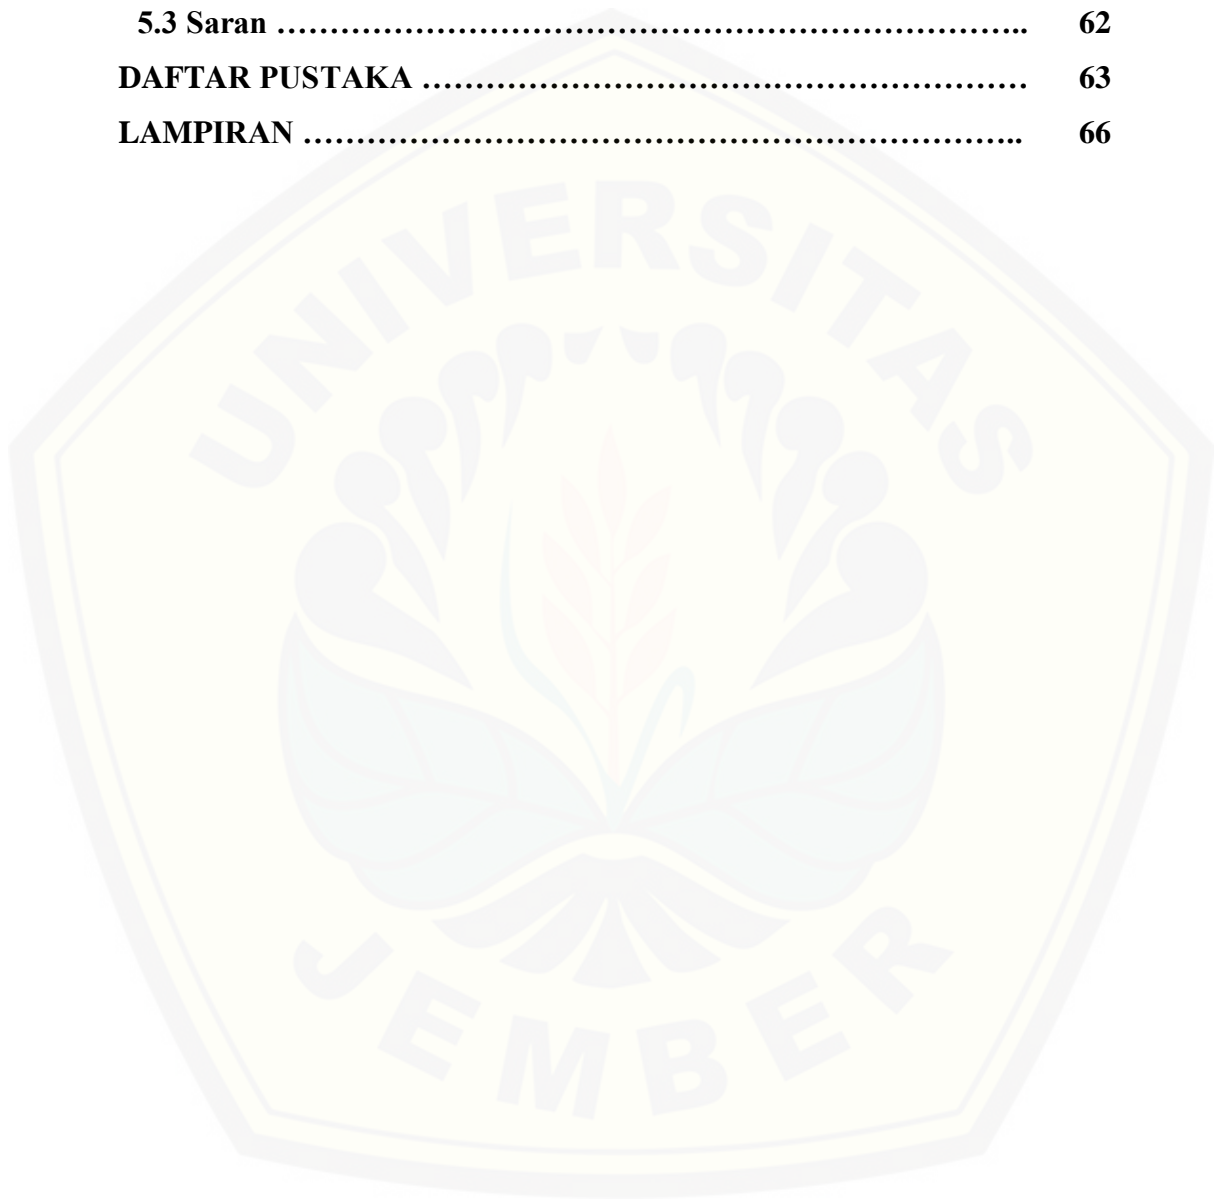 5.3 Saran ……………………………………………………………….. 62
DAFTAR PUSTAKA …………………………….…………………… 63
LAMPIRAN …………………………………………………………….. 66
UNIVERSITAS
JEMBER